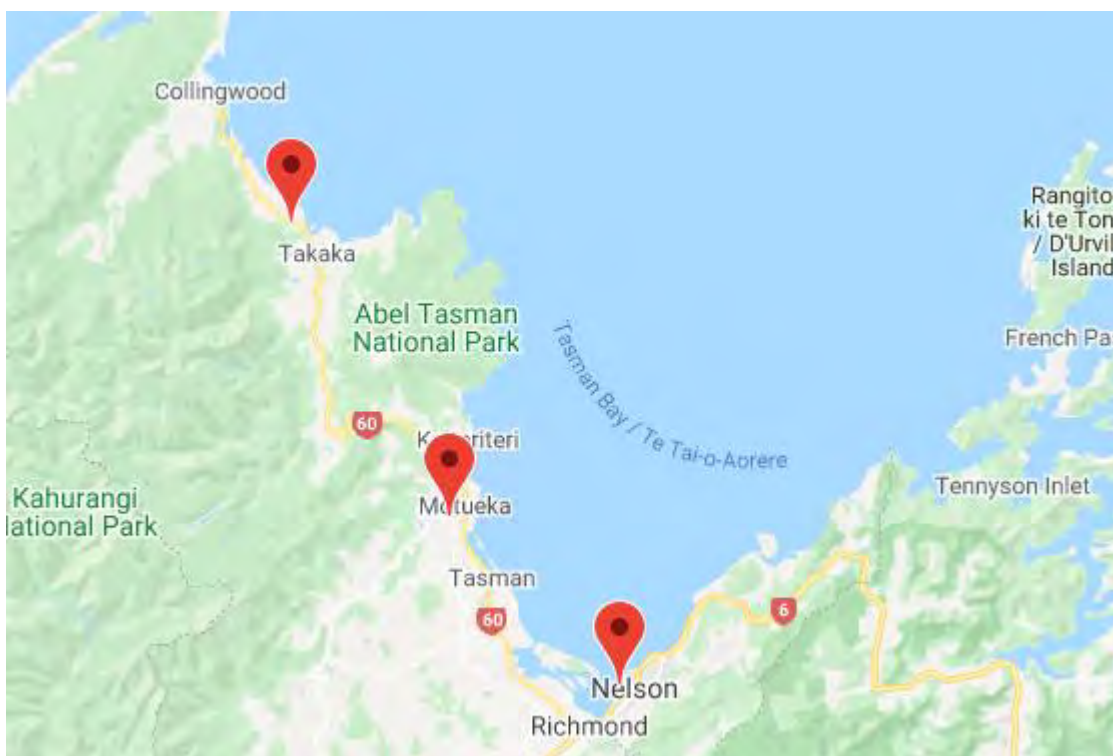 Collingwood
Takaka
Abel Tasman
National Park
Rangito
ki te Ton
/ D'Urvil
Island
French Pa
Tasman Bay / Te Tai-o-Aorere
60
Kahurangi
National Park
Motueka
Tennyson Inlet
Tasman
60
6
Nelson
Richmond